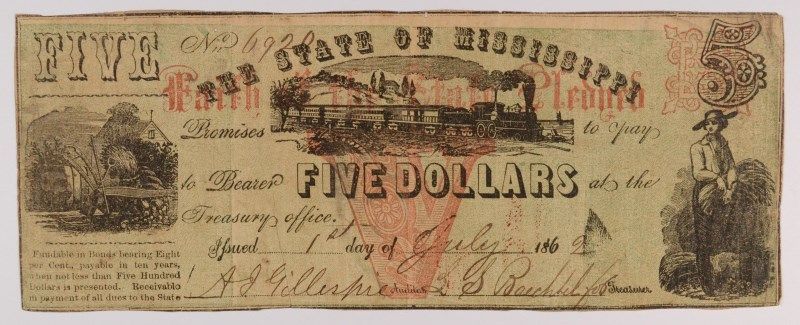 FIVE
No. 692
5
THE STATE OF MISSISSIPPI
Faith of the State Pledged
Promises to pay
to Bearer FIVE DOLLARS at the
Treasury office.
Issued 1st day of July 1862
Fundable in Bonds bearing Eight
per Cent., payable in ten years,
when not less than Five Hundred
Dollars is presented. Receivable
in payment of all dues to the State
A J Gillespie Auditor. L S Treasurer